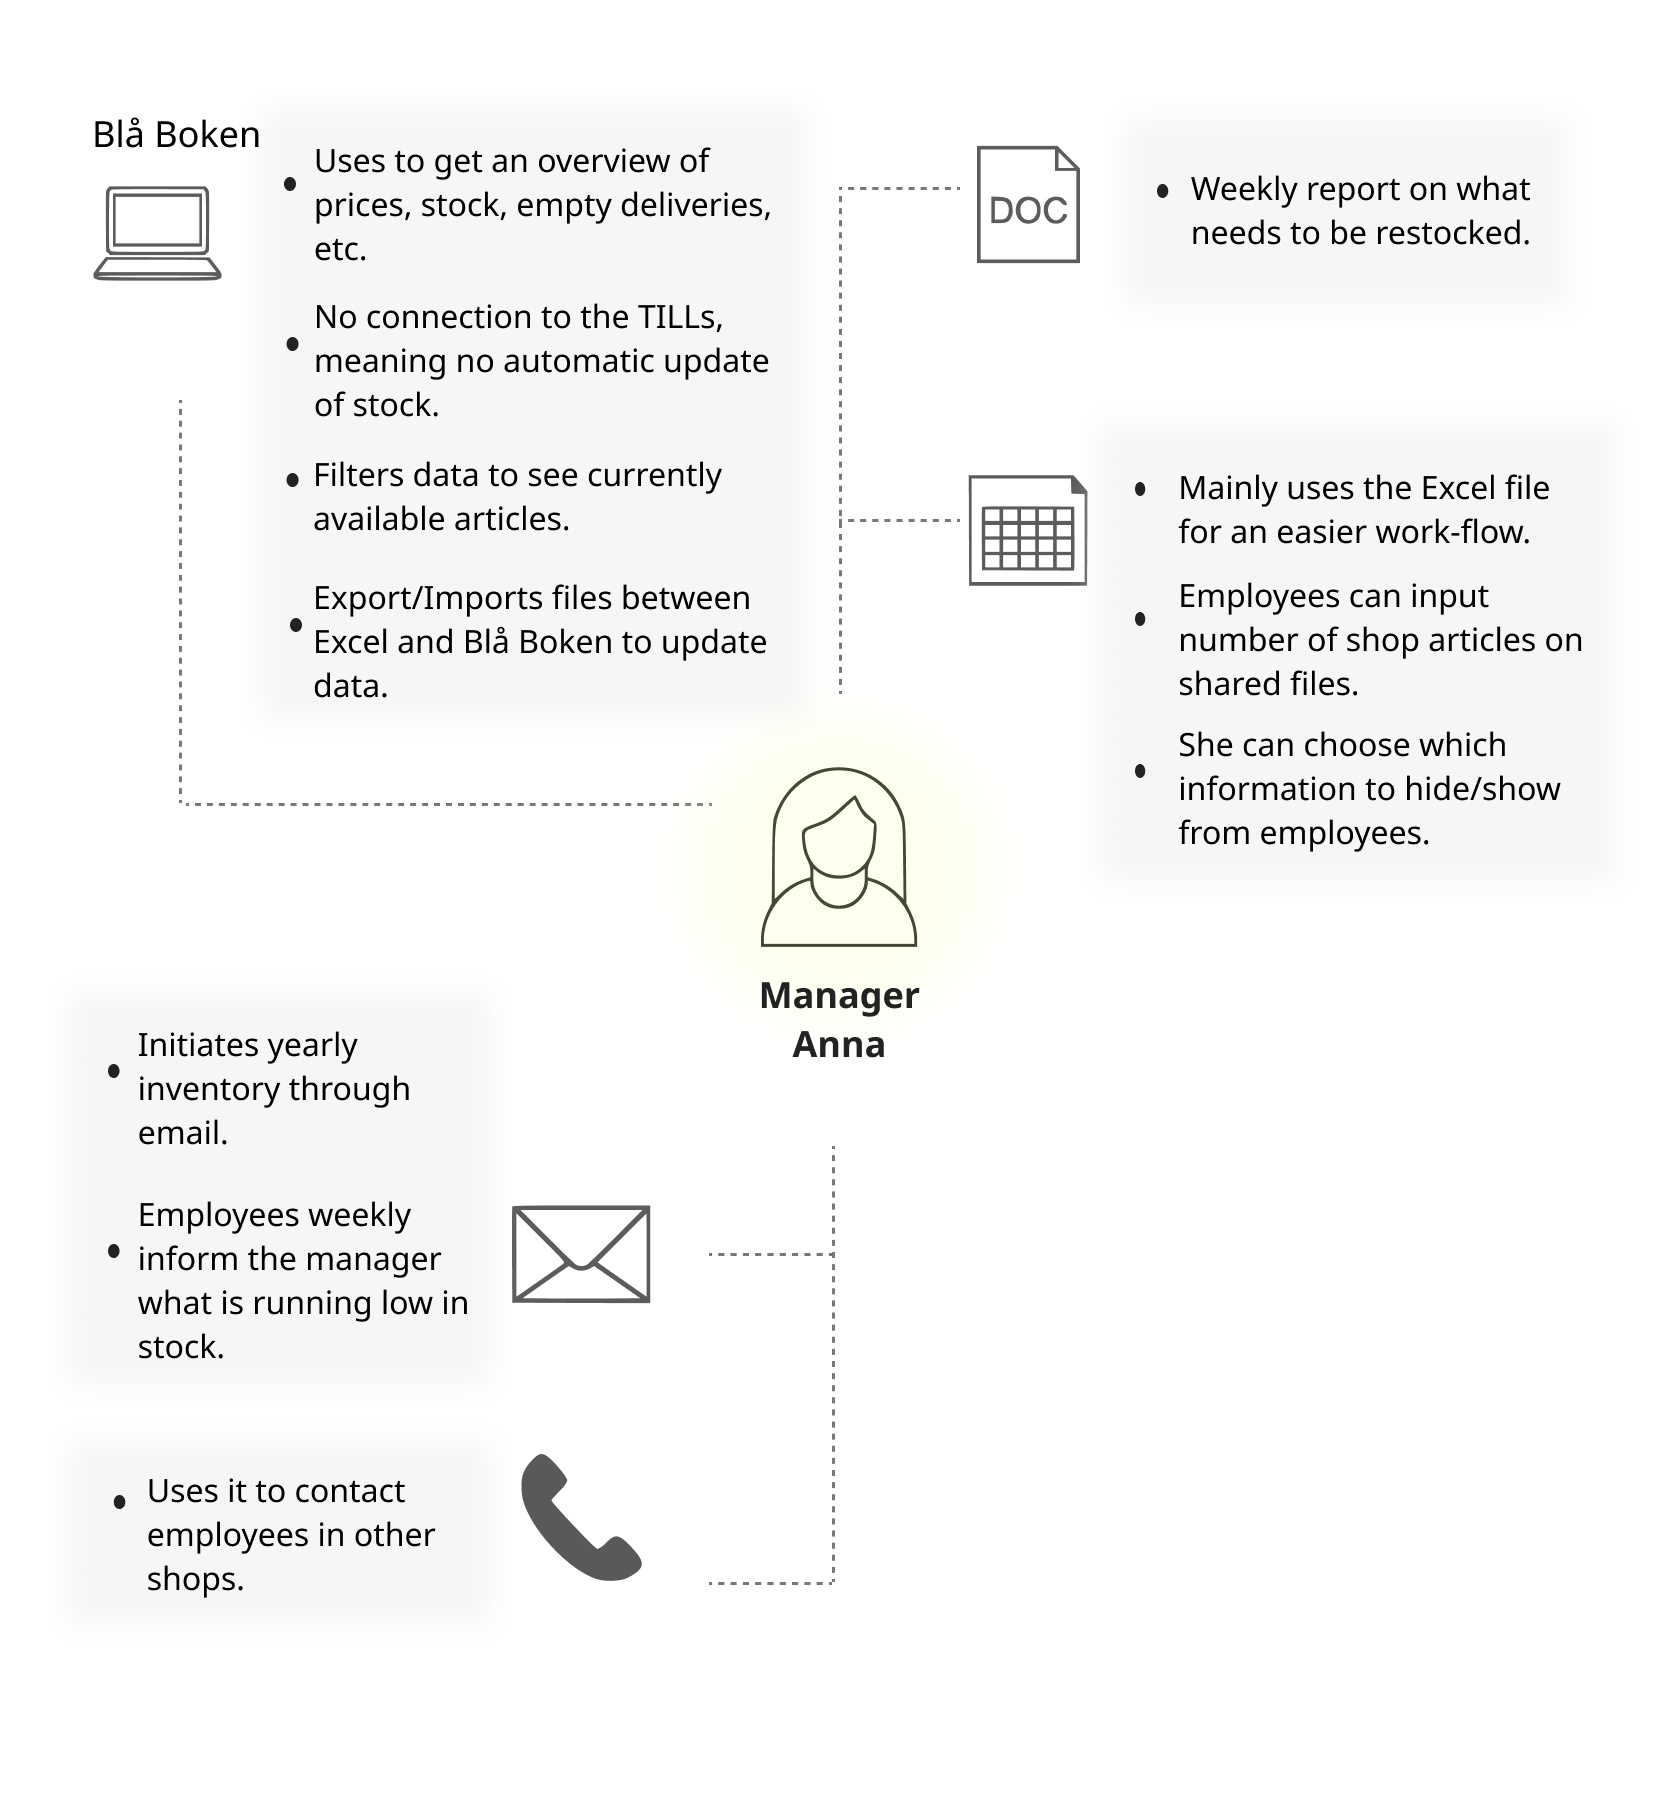 Blå Boken
Uses to get an overview of
prices, stock, empty deliveries,
etc.
No connection to the TILLs,
meaning no automatic update
of stock.
Filters data to see currently
available articles.
Export/Imports files between
Excel and Blå Boken to update
data.
DOC
Weekly report on what
needs to be restocked.
Mainly uses the Excel file
for an easier work-flow.
Employees can input
number of shop articles on
shared files.
She can choose which
information to hide/show
from employees.
Manager
Anna
Initiates yearly
inventory through
email.
Employees weekly
inform the manager
what is running low in
stock.
Uses it to contact
employees in other
shops.